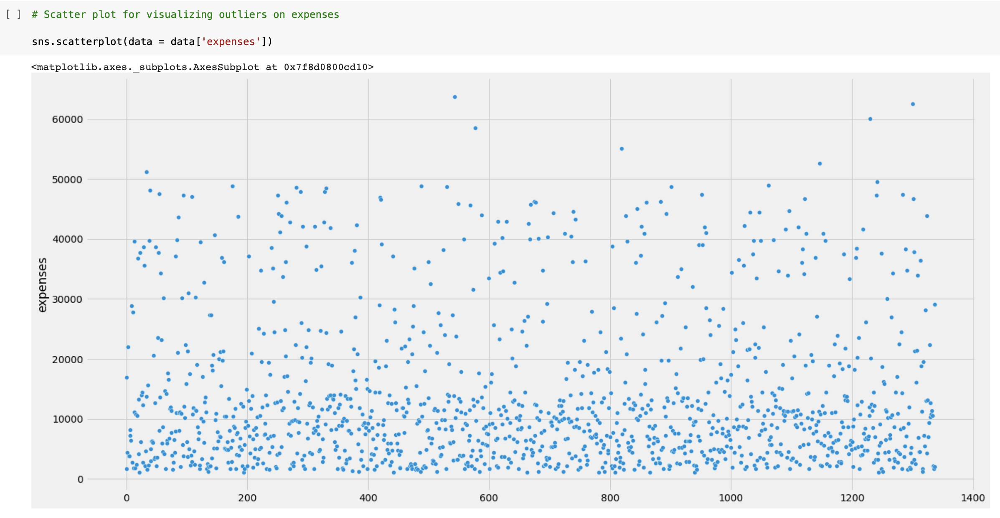 [ ] # Scatter plot for visualizing outliers on expenses
sns.scatterplot(data = data['expenses'])
<matplotlib.axes._subplots.AxesSubplot at 0x7f8d0800cd10>
60000
50000
40000
30000
20000
10000
0
expenses
0 200 400 600 800 1000 1200 1400